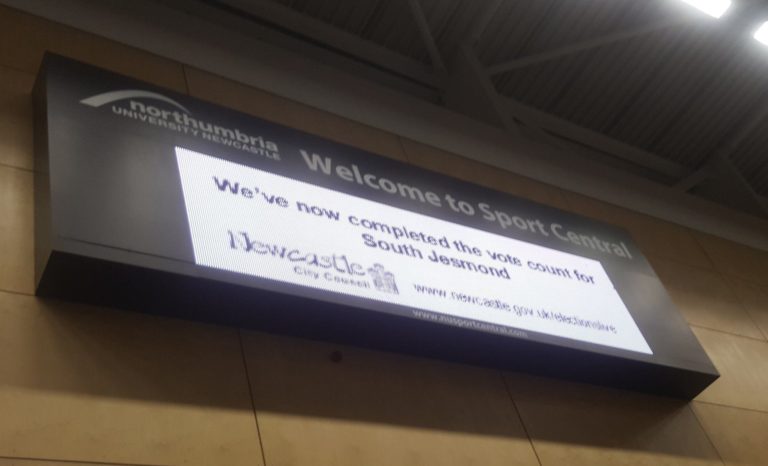 northumbria
UNIVERSITY NEWCASTLE
Welcome to Sport Central
We've now completed the vote count for
South Jesmond
Newcastle
City Council
www.newcastle.gov.uk/electionslive
www.nusportcentral.com